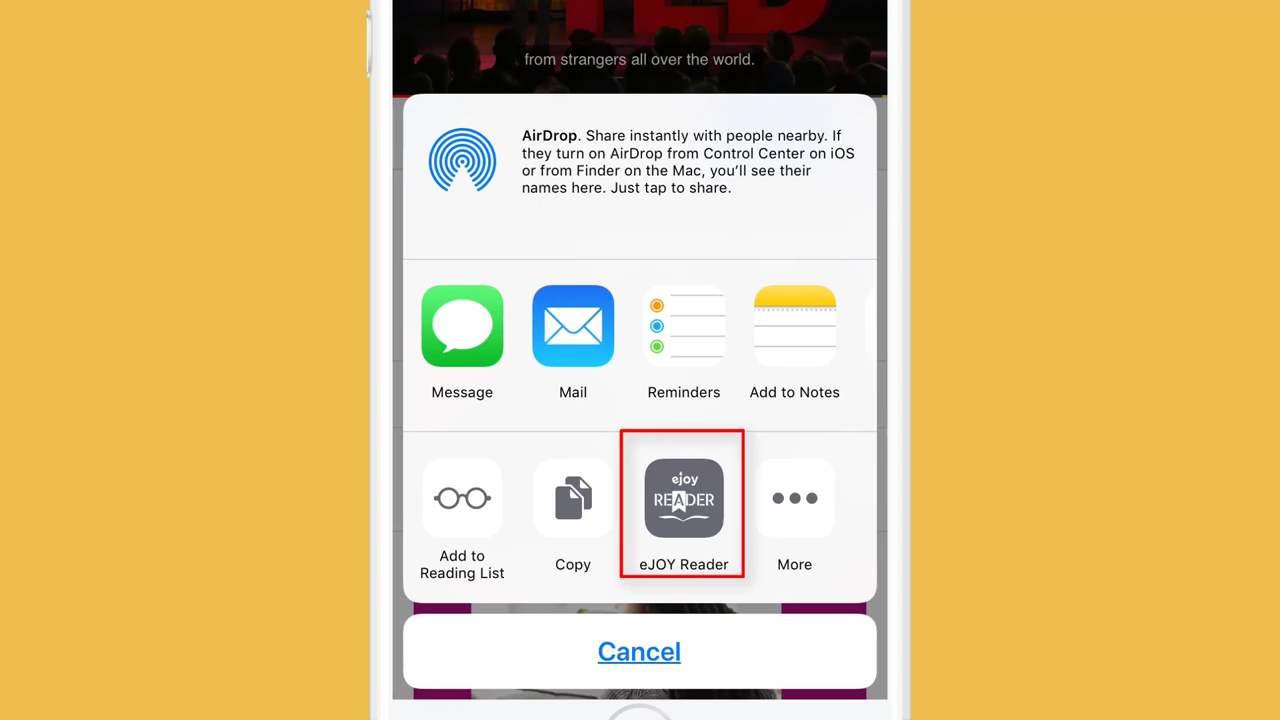 TED
from strangers all over the world.
AirDrop. Share instantly with people nearby. If
they turn on AirDrop from Control Center on iOS
or from Finder on the Mac, you’ll see their
names here. Just tap to share.
Message Mail Reminders Add to Notes
ejoy
READER
Add to
Reading List
Copy eJOY Reader More
Cancel